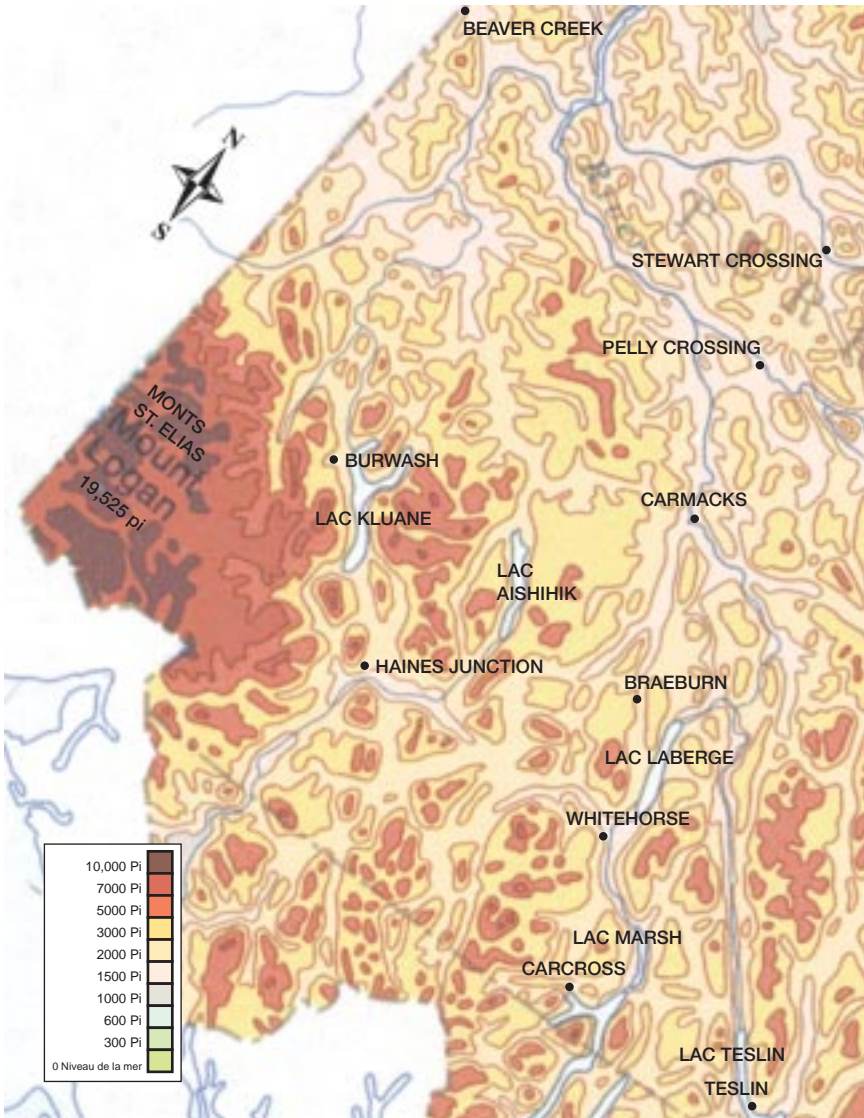 BEAVER CREEK
N
S
RIVER
STEWART CROSSING
PELLY CROSSING
MONTS
ST. ELIAS
Mount
Logan
19,525 pi
BURWASH
LAC KLUANE
CARMACKS
LAC
AISHIHIK
HAINES JUNCTION
BRAEBURN
LAC LABERGE
WHITEHORSE
10,000 Pi
7000 Pi
5000 Pi
3000 Pi
2000 Pi
1500 Pi
1000 Pi
600 Pi
300 Pi
0 Niveau de la mer
LAC MARSH
CARCROSS
LAC TESLIN
TESLIN